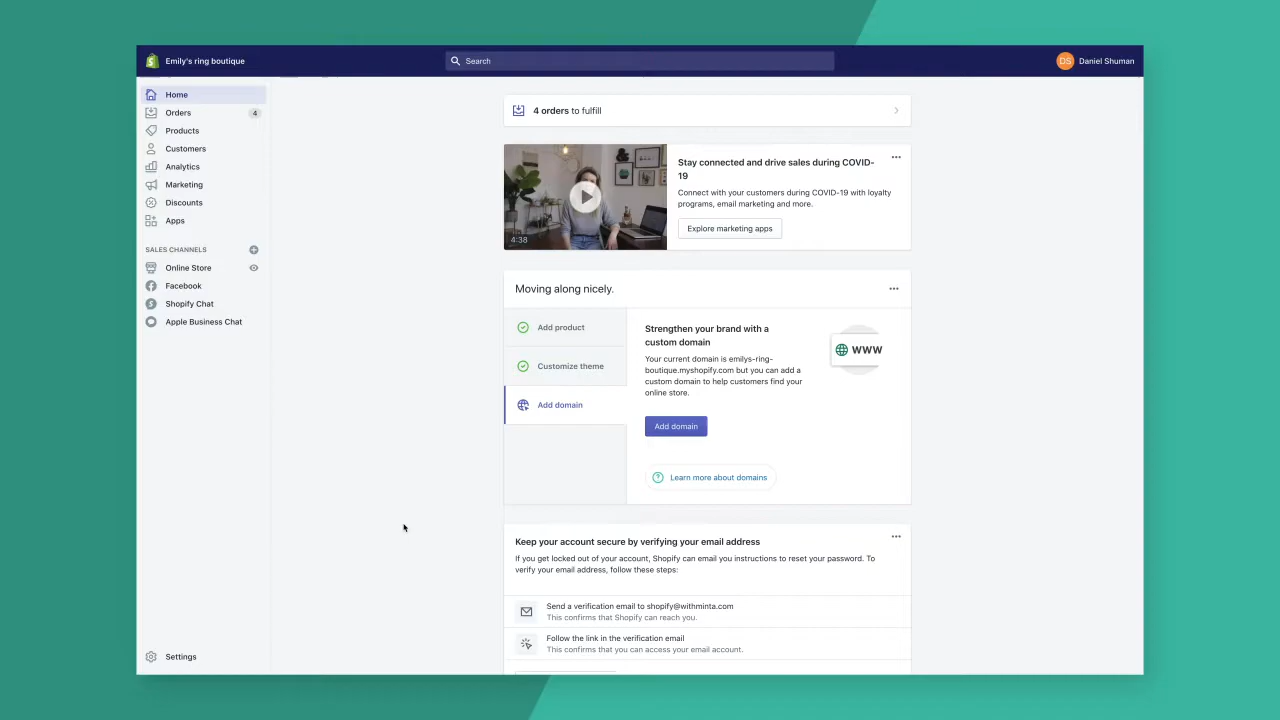 Emily's ring boutique
Search
DS
Daniel Shuman
Home
Orders
4
Products
Customers
Analytics
Marketing
Discounts
Apps
SALES CHANNELS
Online Store
Facebook
Shopify Chat
Apple Business Chat
Settings
4 orders to fulfill
4:38
Stay connected and drive sales during COVID-
19
Connect with your customers during COVID-19 with loyalty
programs, email marketing and more.
Explore marketing apps
Moving along nicely.
Add product
Customize theme
Add domain
Strengthen your brand with a
custom domain
Your current domain is emilys-ring-
boutique.myshopify.com but you can add a
custom domain to help customers find your
online store.
WWW
Add domain
Learn more about domains
Keep your account secure by verifying your email address
If you get locked out of your account, Shopify can email you instructions to reset your password. To
verify your email address, follow these steps:
Send a verification email to shopify@withminta.com
This confirms that Shopify can reach you.
Follow the link in the verification email
This confirms that you can access your email account.